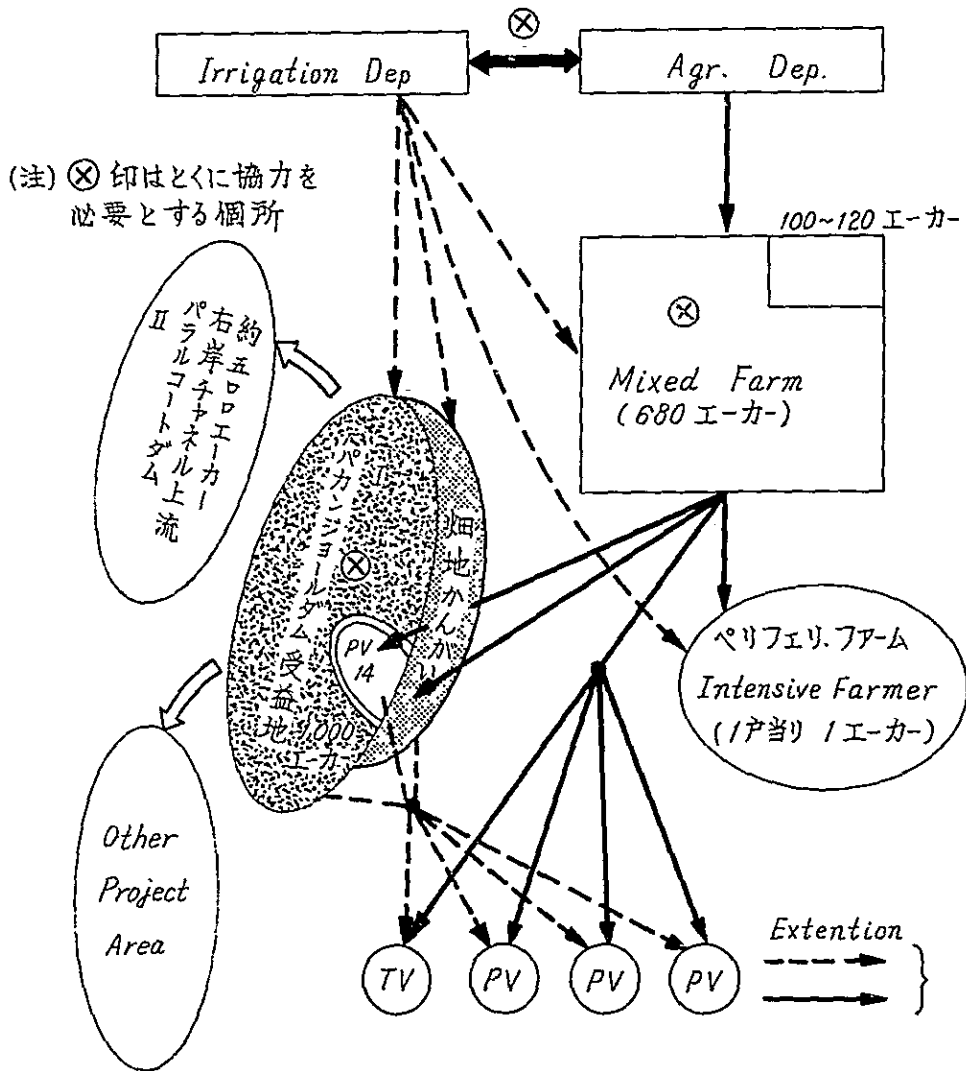 Irrigation Dep
Agr. Dep.
(注) ⊗ 印はとくに協力を
必要とする個所
100~120 エーカー
Mixed Farm
(680 エーカー)
約五〇〇エーカー
右岸チャネル上流
パラルコートダム
II
I
パカンジョールダム受益地 1,000
エーカー
畑地かんがい
PV
14
ペリフェリ.ファーム
Intensive Farmer
(1戸当り 1エーカー)
Other
Project
Area
TV
PV
PV
PV
Extention